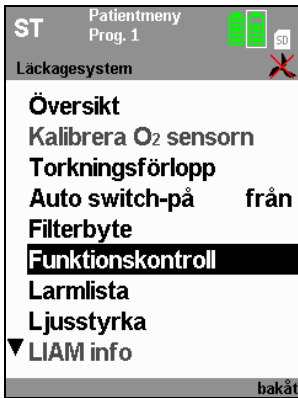 ST
Patientmeny
Prog. 1
SD
Läckagesystem
Översikt
Kalibrera O₂ sensorn
Torkningsförlopp
Auto switch-på från
Filterbyte
Funktionskontroll
Larmlista
Ljusstyrka
LIAM info
bakåt